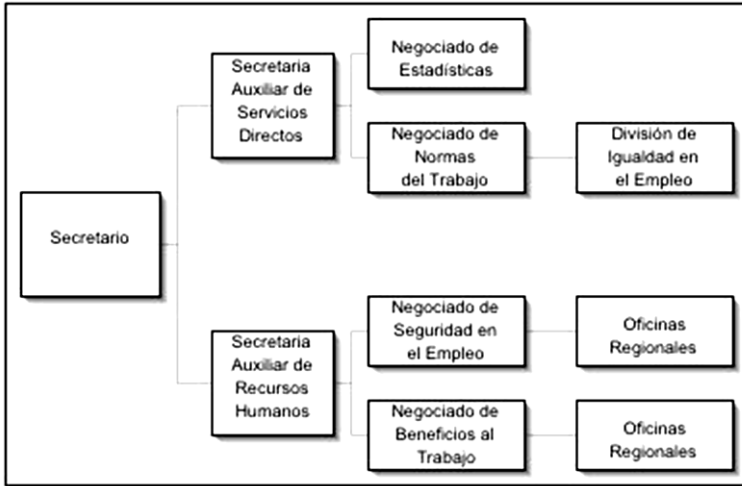 Secretario
Secretaria
Auxiliar de
Servicios
Directos
Negociado de
Estadísticas
Negociado de
Normas
del Trabajo
División de
Igualdad en
el Empleo
Secretaria
Auxiliar de
Recursos
Humanos
Negociado de
Seguridad en
el Empleo
Oficinas
Regionales
Negociado de
Beneficios al
Trabajo
Oficinas
Regionales